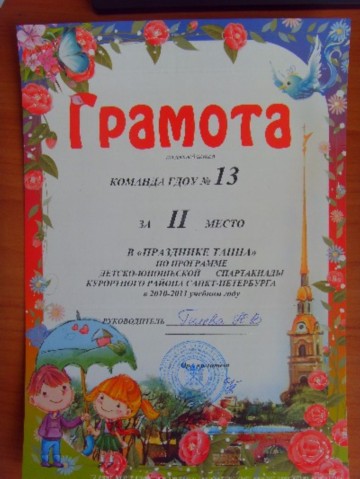 Грамота
КОМАНДА ГДОУ № 13
ЗА II МЕСТО
В «ПРАЗДНИКЕ ТАНЦА»
ПО ПРОГРАММЕ
ДЕТСКО-ЮНОШЕСКОЙ СПАРТАКИАДЫ
КУРОРТНОГО РАЙОНА САНКТ-ПЕТЕРБУРГА
в 2010-2011 учебном году
РУКОВОДИТЕЛЬ